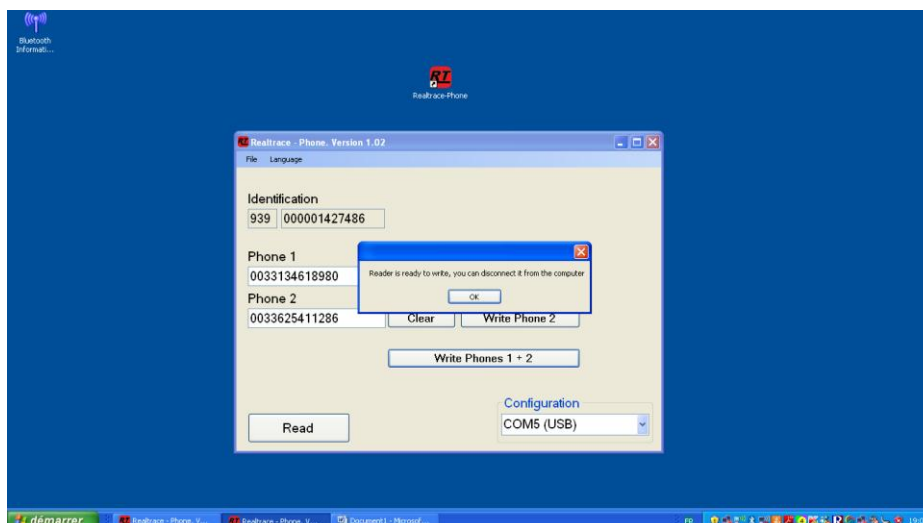 Bluetooth
Informati...
RT
Realtrace-Phone
Realtrace - Phone. Version 1.02
File Language
Identification
939 000001427486
Phone 1
0033134618980
Reader is ready to write, you can disconnect it from the computer
OK
Phone 2
0033625411286
Clear Write Phone 2
Write Phones 1 + 2
Read
Configuration
COM5 (USB)
démarrer
Realtrace - Phone. V...
Realtrace - Phone. V...
Document1 - Microsof...
FR